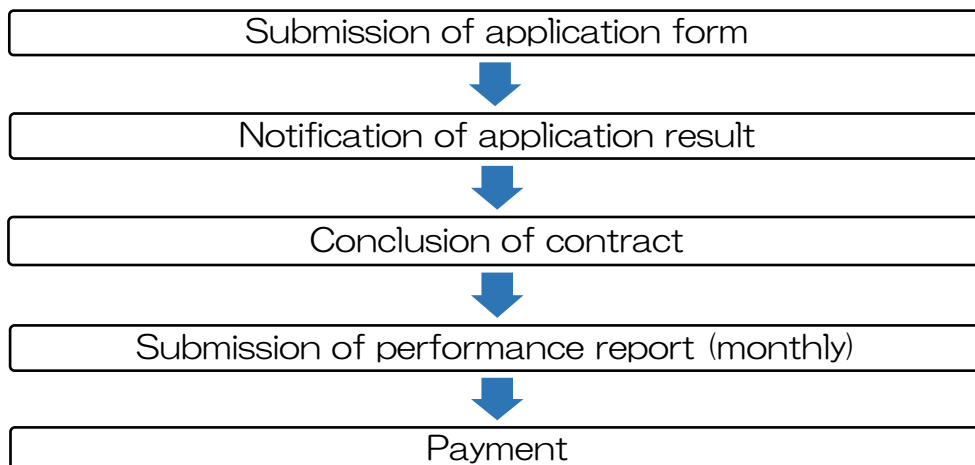 Submission of application form
Notification of application result
Conclusion of contract
Submission of performance report (monthly)
Payment